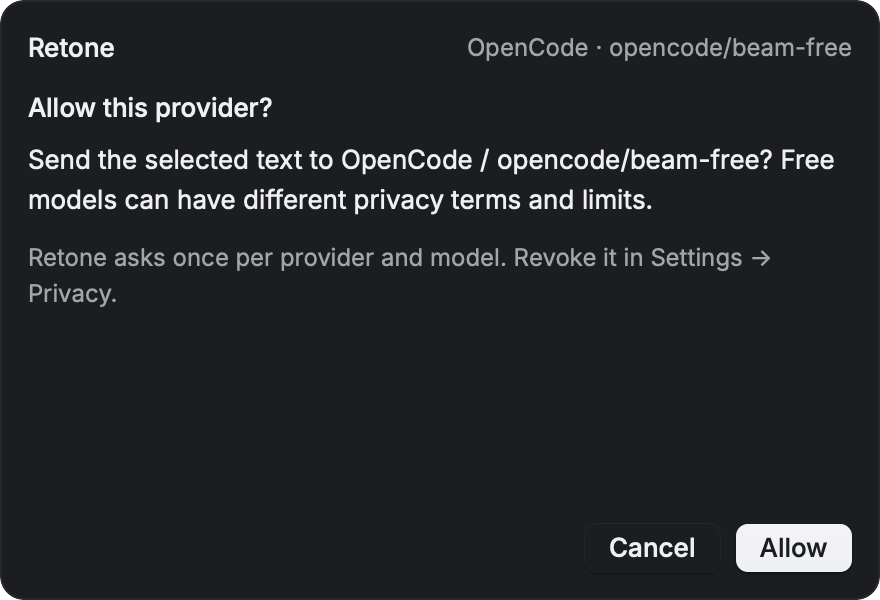 Retone
OpenCode · opencode/beam-free
Allow this provider?
Send the selected text to OpenCode / opencode/beam-free? Free
models can have different privacy terms and limits.
Retone asks once per provider and model. Revoke it in Settings →
Privacy.
Cancel
Allow